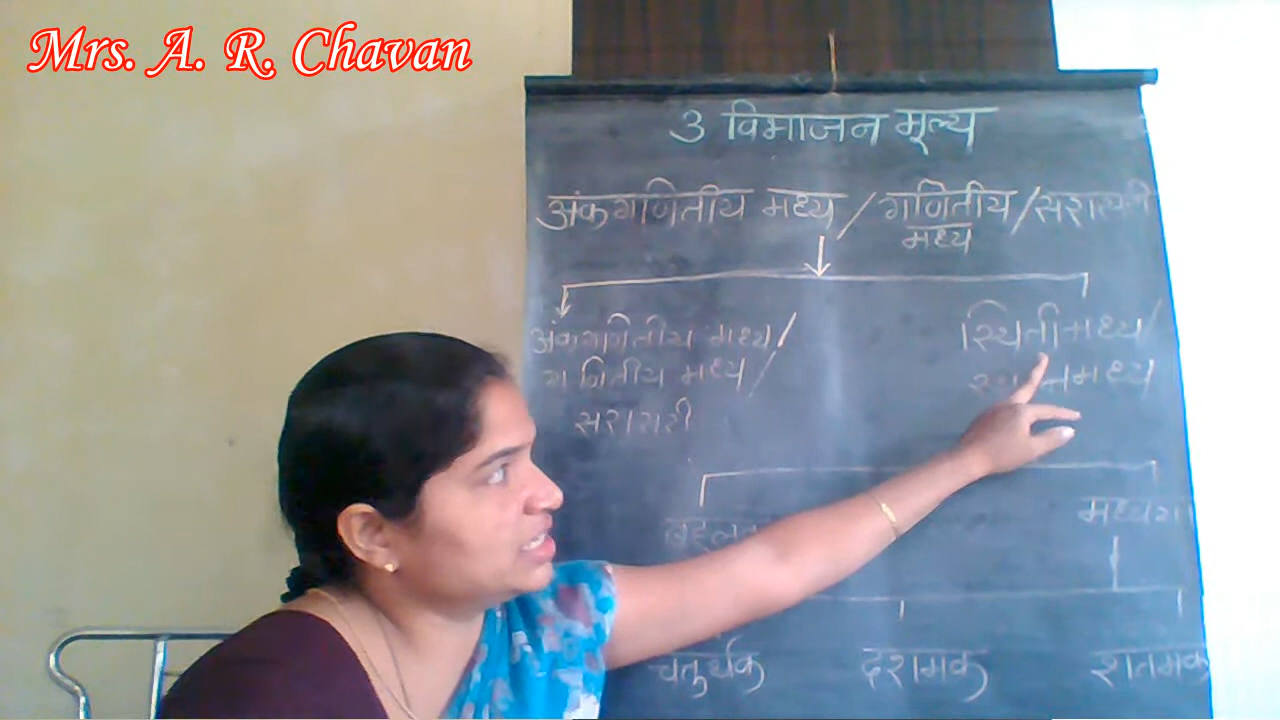 Mrs. A. R. Chavan
3 विभाजन मूल्य
अंकगणितीय मध्य / गणितीय / सरासरी
मध्य
अंकगणितीय मध्य / स्थितीमध्य /
गणितीय मध्य /
सरासरी
चतुर्थक दशमक शतमक